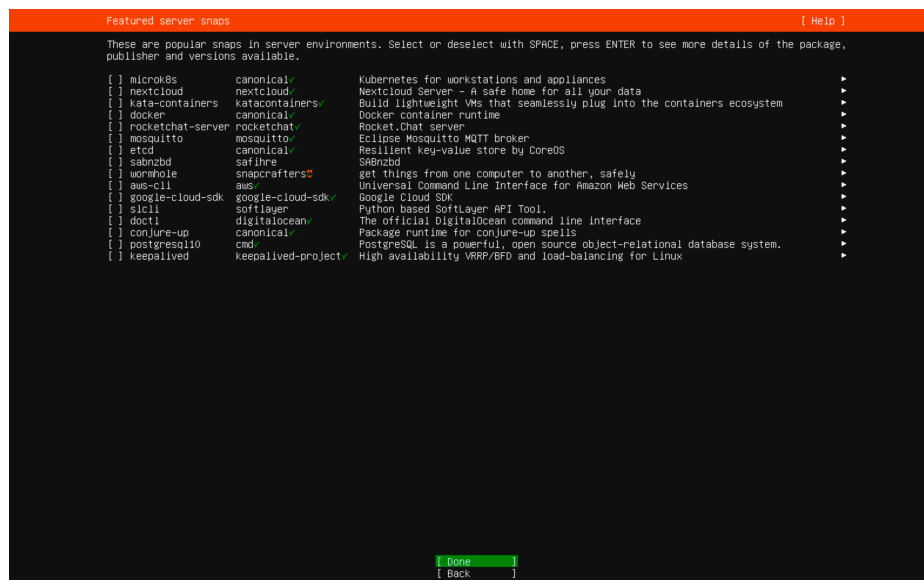 Featured server snaps [ Help ]
These are popular snaps in server environments. Select or deselect with SPACE, press ENTER to see more details of the package,
publisher and versions available.
[ ] microk8s canonical✓ Kubernetes for workstations and appliances ▸
[ ] nextcloud nextcloud✓ Nextcloud Server - A safe home for all your data ▸
[ ] kata-containers katacontainers✓ Build lightweight VMs that seamlessly plug into the containers ecosystem ▸
[ ] docker canonical✓ Docker container runtime ▸
[ ] rocketchat-server rocketchat✓ Rocket.Chat server ▸
[ ] mosquitto mosquitto✓ Eclipse Mosquitto MQTT broker ▸
[ ] etcd canonical✓ Resilient key-value store by CoreOS ▸
[ ] sabnzbd safihre SABnzbd ▸
[ ] wormhole snapcrafters get things from one computer to another, safely ▸
[ ] aws-cli aws✓ Universal Command Line Interface for Amazon Web Services ▸
[ ] google-cloud-sdk google-cloud-sdk✓ Google Cloud SDK ▸
[ ] slcli softlayer Python based SoftLayer API Tool. ▸
[ ] doctl digitalocean✓ The official DigitalOcean command line interface ▸
[ ] conjure-up canonical✓ Package runtime for conjure-up spells ▸
[ ] postgresql10 cmd✓ PostgreSQL is a powerful, open source object-relational database system. ▸
[ ] keepalived keepalived-project✓ High availability VRRP/BFD and load-balancing for Linux ▸
[ Done ]
[ Back ]